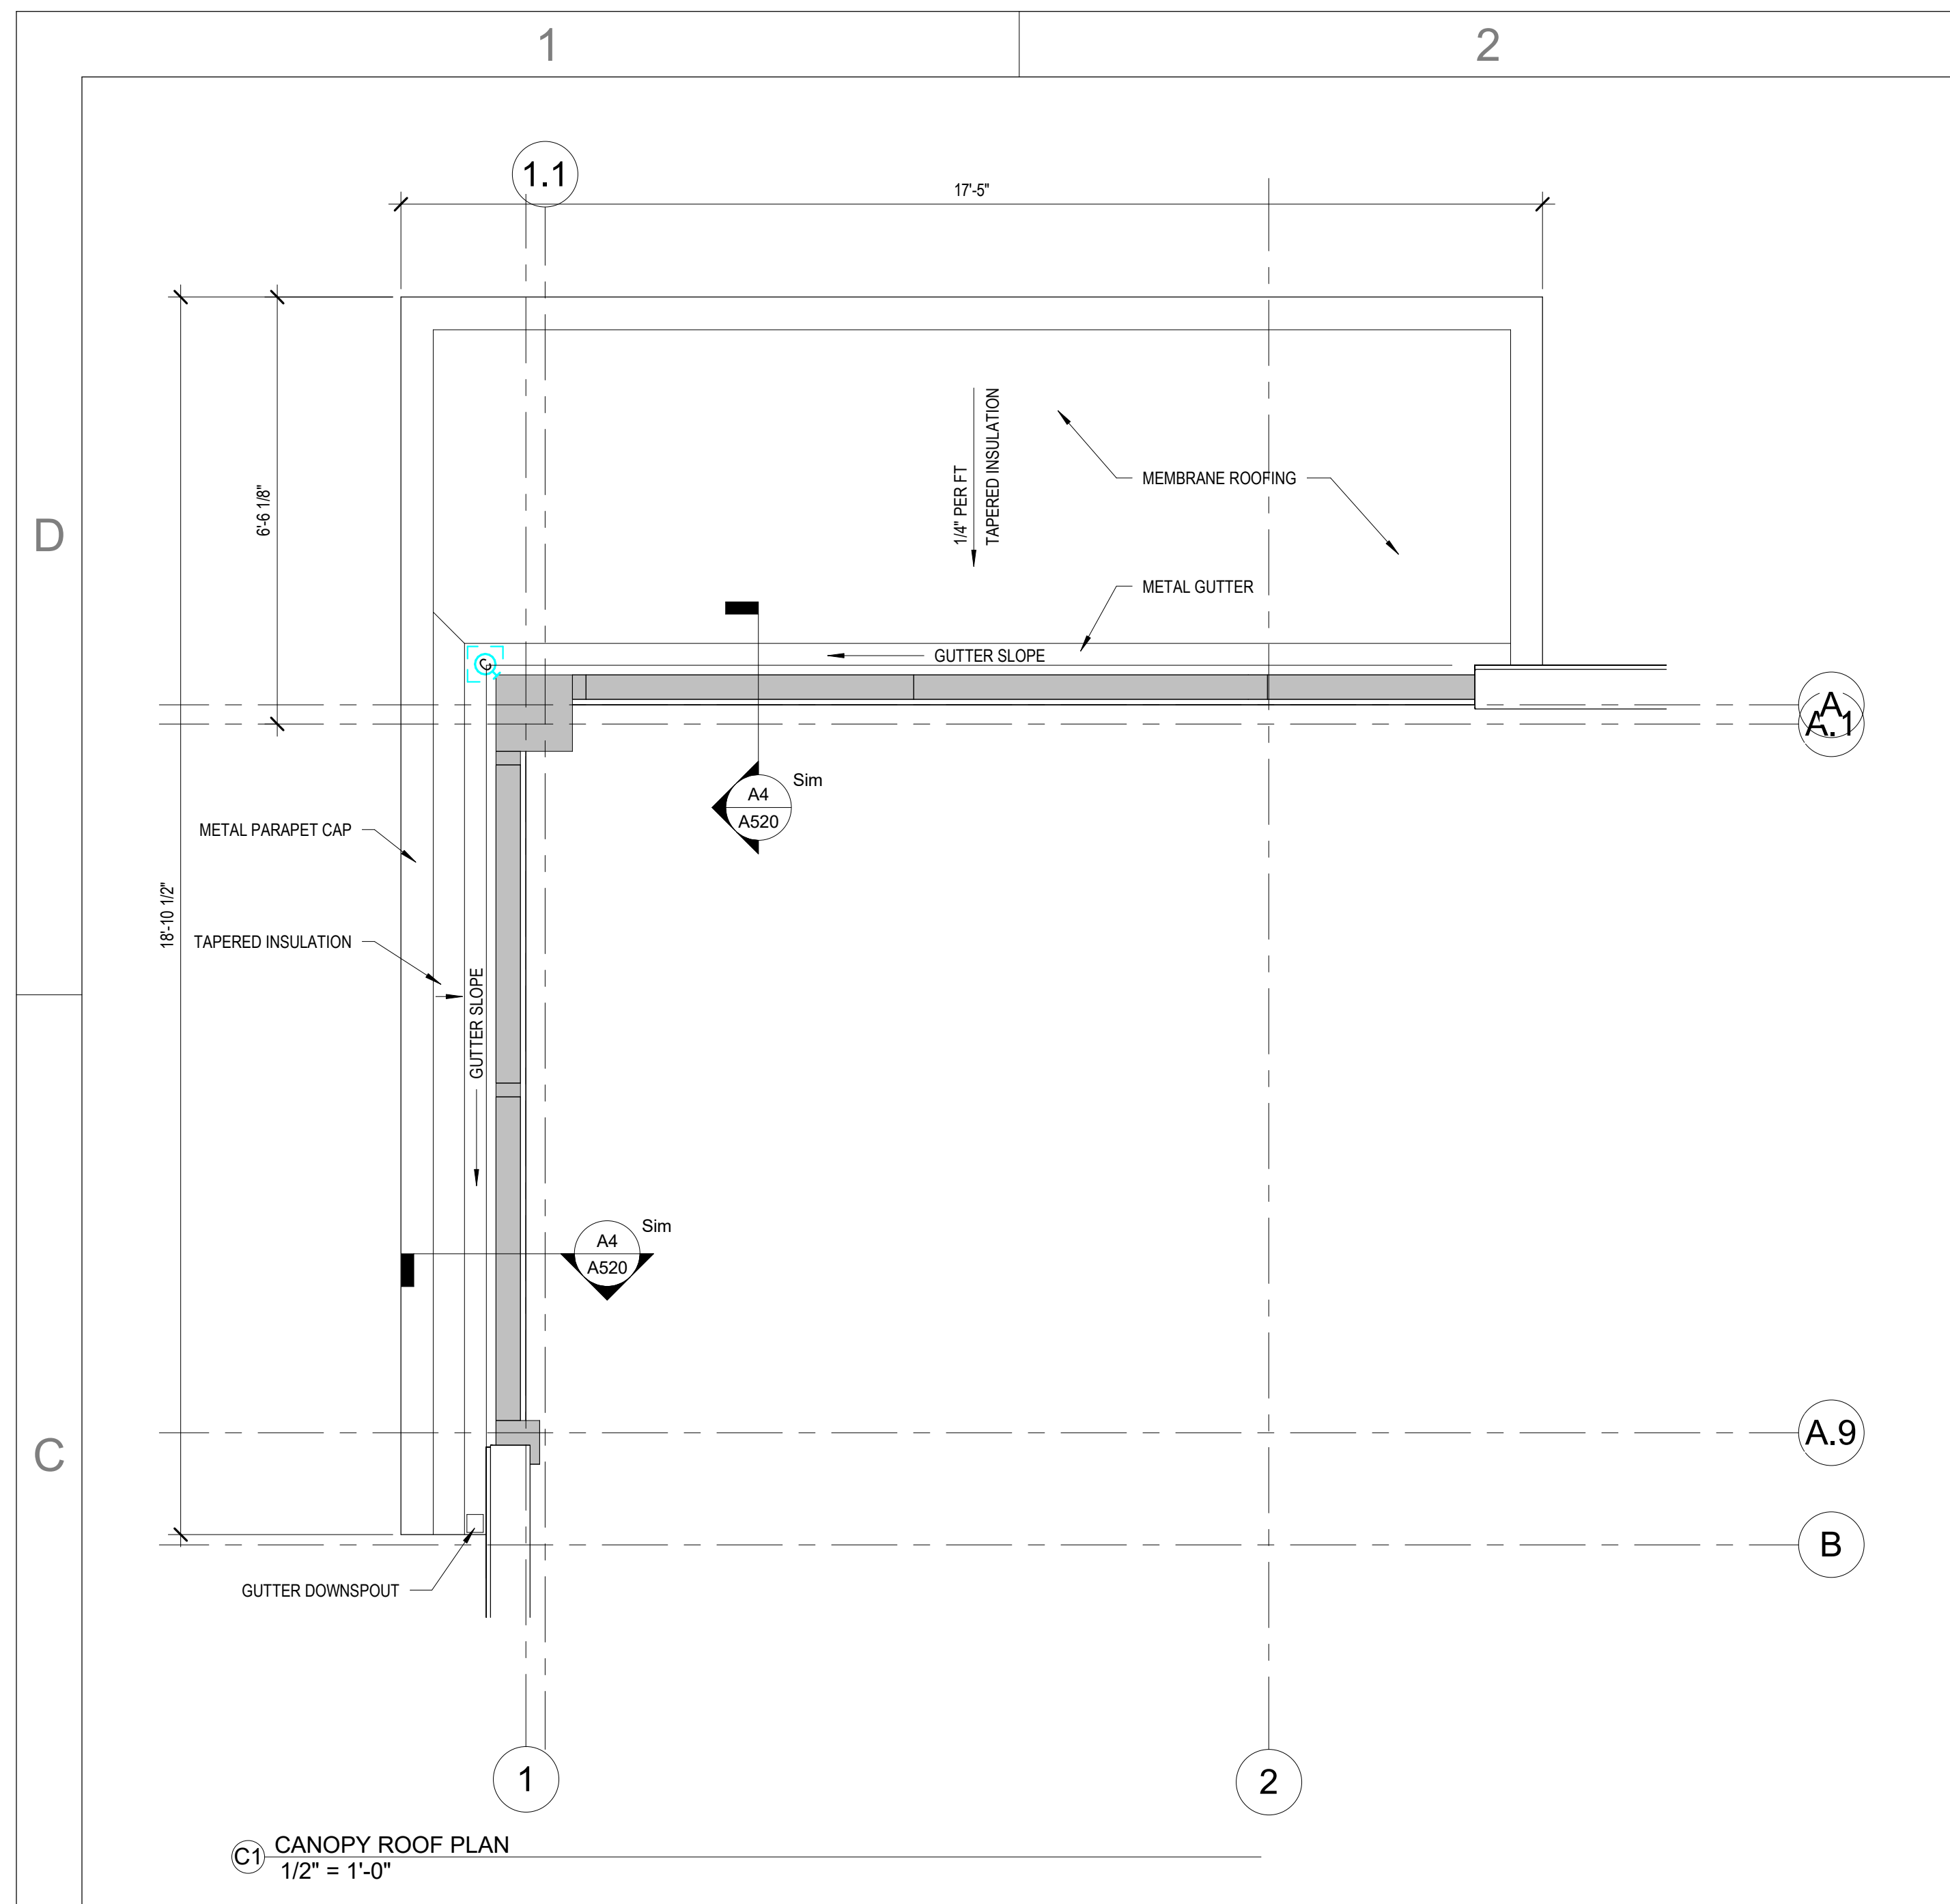 1
2
1.1
17'-5"
D
6'-6 1/8"
1/4" PER FT
TAPERED INSULATION
MEMBRANE ROOFING
METAL GUTTER
GUTTER SLOPE
A
A.1
A4
A520
Sim
METAL PARAPET CAP
18'-10 1/2"
TAPERED INSULATION
GUTTER SLOPE
A4
A520
Sim
C
A.9
B
GUTTER DOWNSPOUT
1
2
C1
CANOPY ROOF PLAN
1/2" = 1'-0"